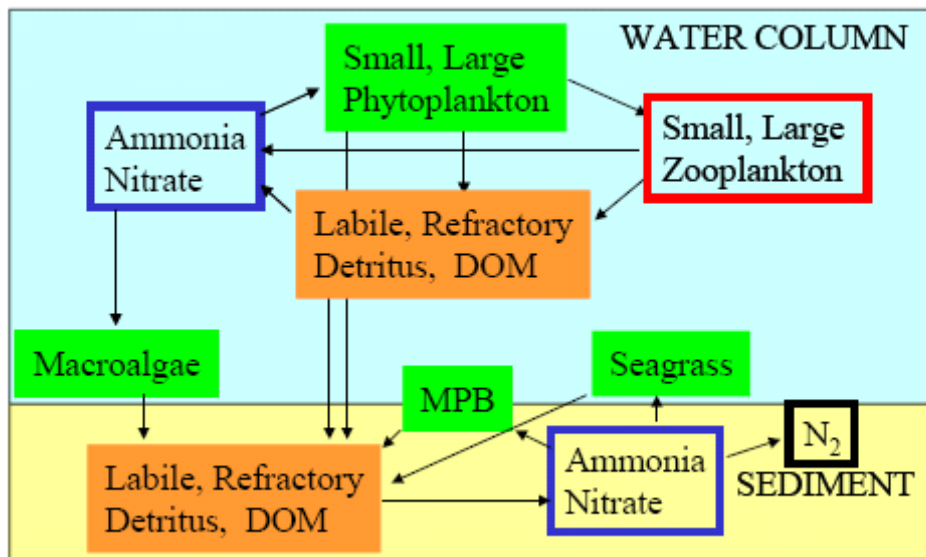 WATER COLUMN
Small, Large
Phytoplankton
Ammonia
Nitrate
Small, Large
Zooplankton
Labile, Refractory
Detritus,  DOM
Macroalgae
Seagrass
MPB
N₂
SEDIMENT
Labile, Refractory
Detritus,  DOM
Ammonia
Nitrate